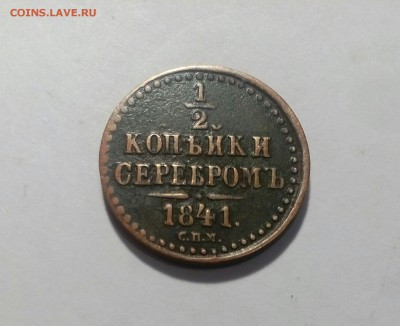 COINS.LAVE.RU
1/2
КОПѢЙКИ
СЕРЕБРОМЪ
1841.
С.П.М.